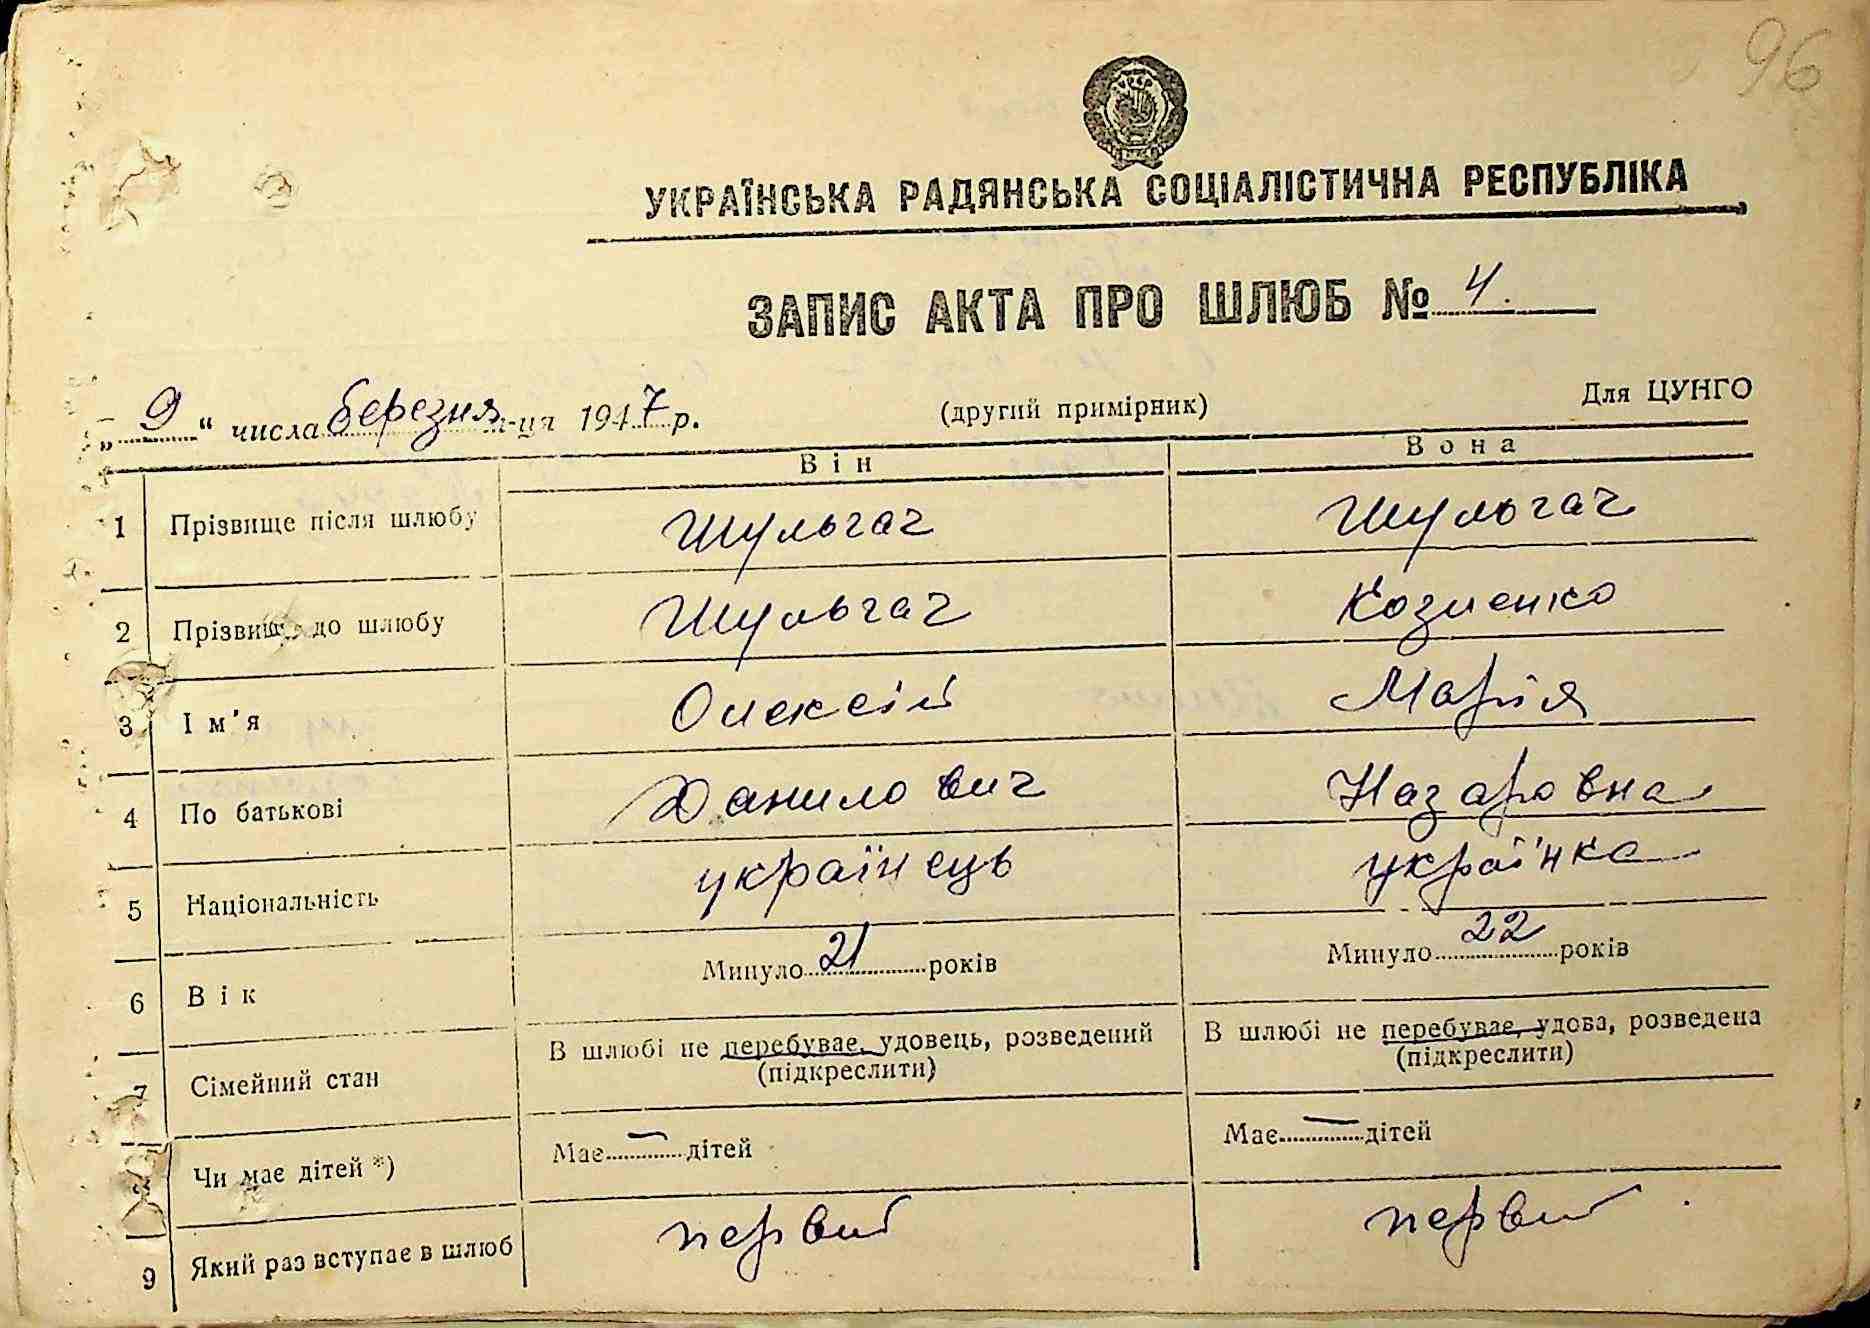 96
УРСР
УКРАЇНСЬКА РАДЯНСЬКА СОЦІАЛІСТИЧНА РЕСПУБЛІКА
ЗАПИС АКТА ПРО ШЛЮБ № 4.
„9“ числа березня м-ця 1947 р. (другий примірник) Для ЦУНГО
Він Вона
1 Прізвище після шлюбу Шульгач Шульгач
2 Прізвище до шлюбу Шульгач Козиенко
3 Ім'я Олексій Марія
4 По батькові Данилович Назаровна
5 Національність українець українка
6 Вік Минуло 21 років Минуло 22 років
7 Сімейний стан В шлюбі не перебуває, удовець, розведений В шлюбі не перебуває, удова, розведена
(підкреслити) (підкреслити)
Чи має дітей *) Має — дітей Має — дітей
9 Який раз вступає в шлюб первий первий